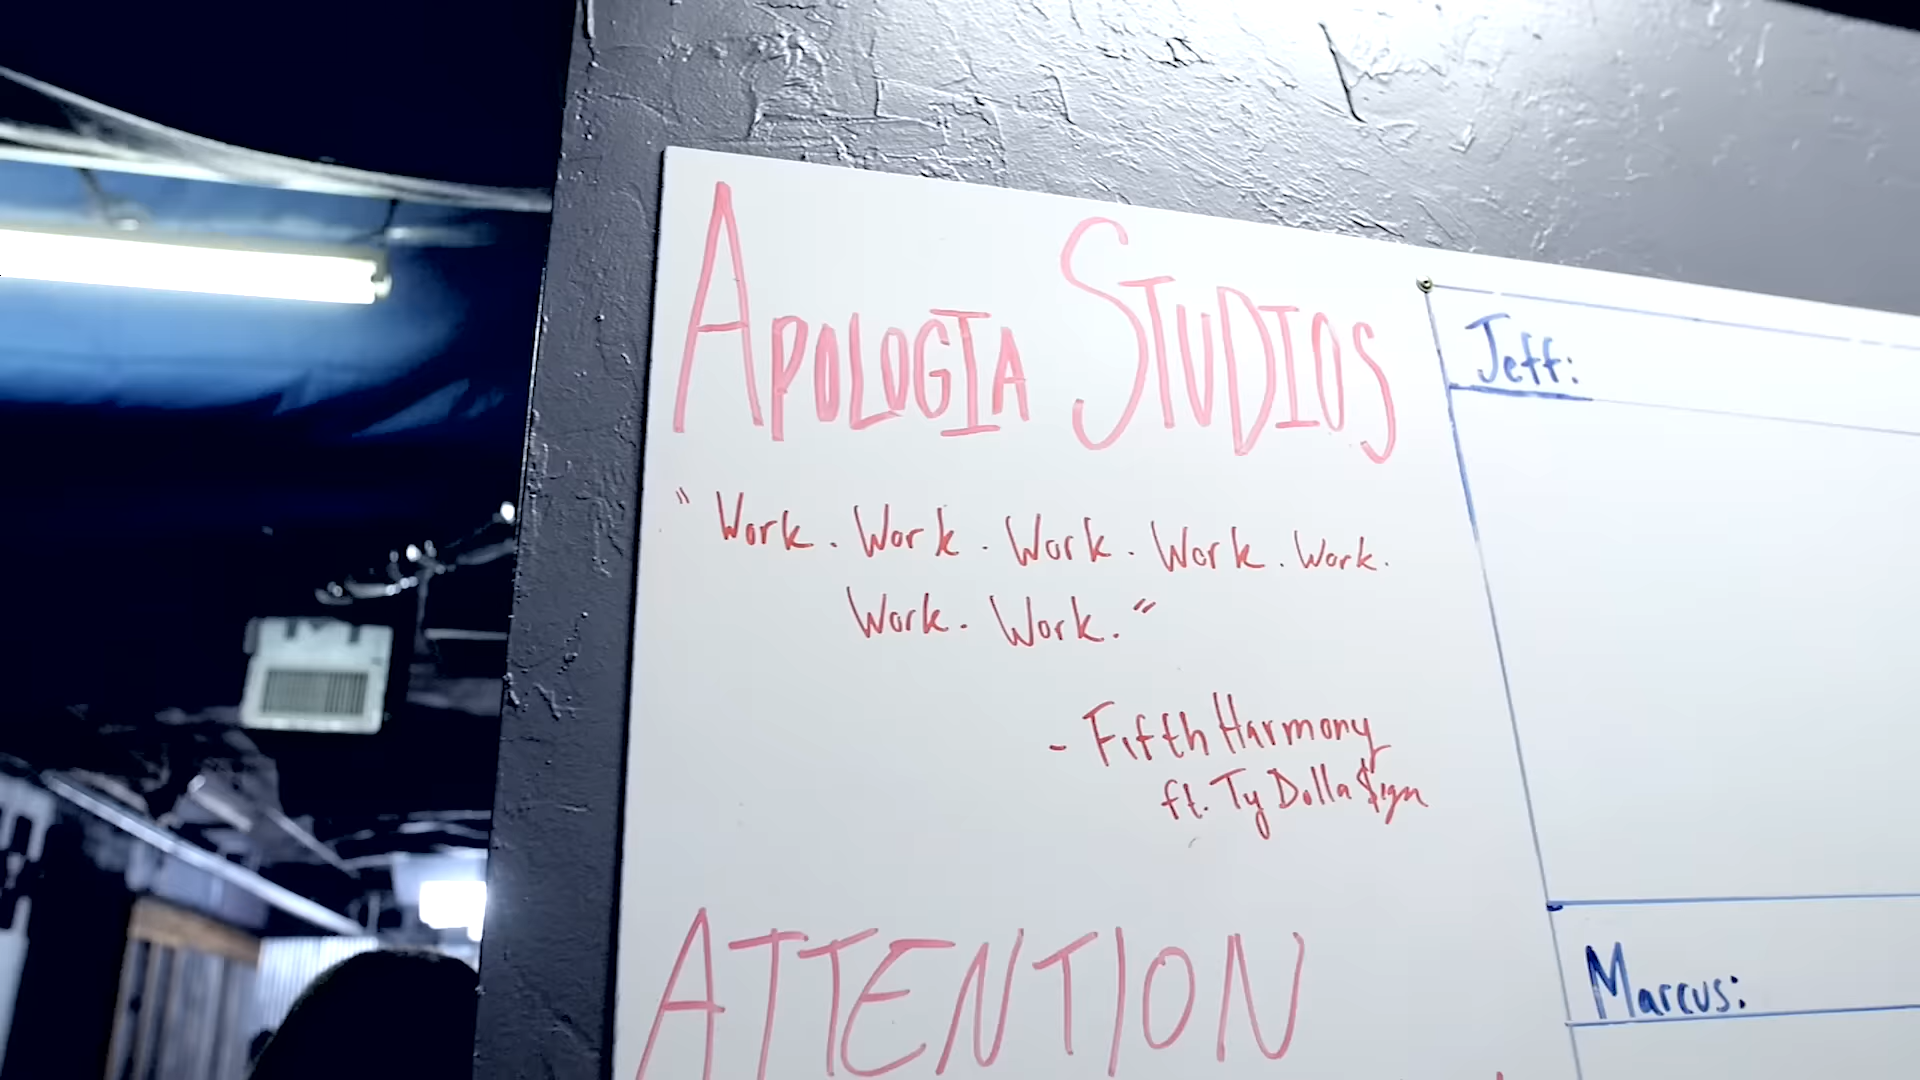 APOLOGIA STUDIOS
"Work. Work. Work. Work. Work.
Work. Work."
- Fifth Harmony
ft. Ty Dolla $ign
ATTENTION
Jeff:
Marcus: